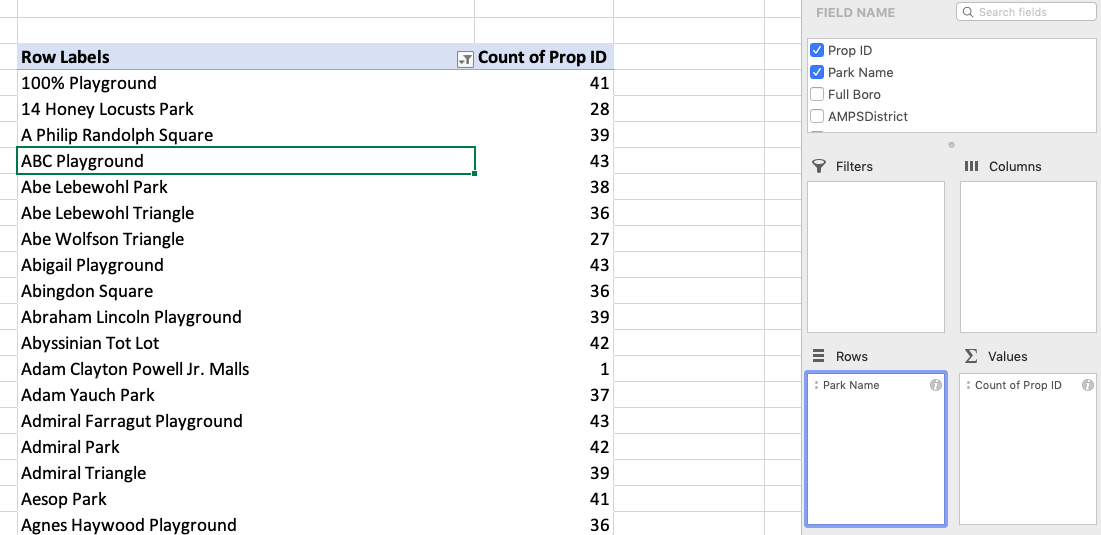 FIELD NAME
Search fields
Row Labels Count of Prop ID
100% Playground 41
14 Honey Locusts Park 28
A Philip Randolph Square 39
ABC Playground 43
Abe Lebewohl Park 38
Abe Lebewohl Triangle 36
Abe Wolfson Triangle 27
Abigail Playground 43
Abingdon Square 36
Abraham Lincoln Playground 39
Abyssinian Tot Lot 42
Adam Clayton Powell Jr. Malls 1
Adam Yauch Park 37
Admiral Farragut Playground 43
Admiral Park 42
Admiral Triangle 39
Aesop Park 41
Agnes Haywood Playground 36
Prop ID
Park Name
Full Boro
AMPSDistrict
Filters
Columns
Rows
Values
Park Name
Count of Prop ID